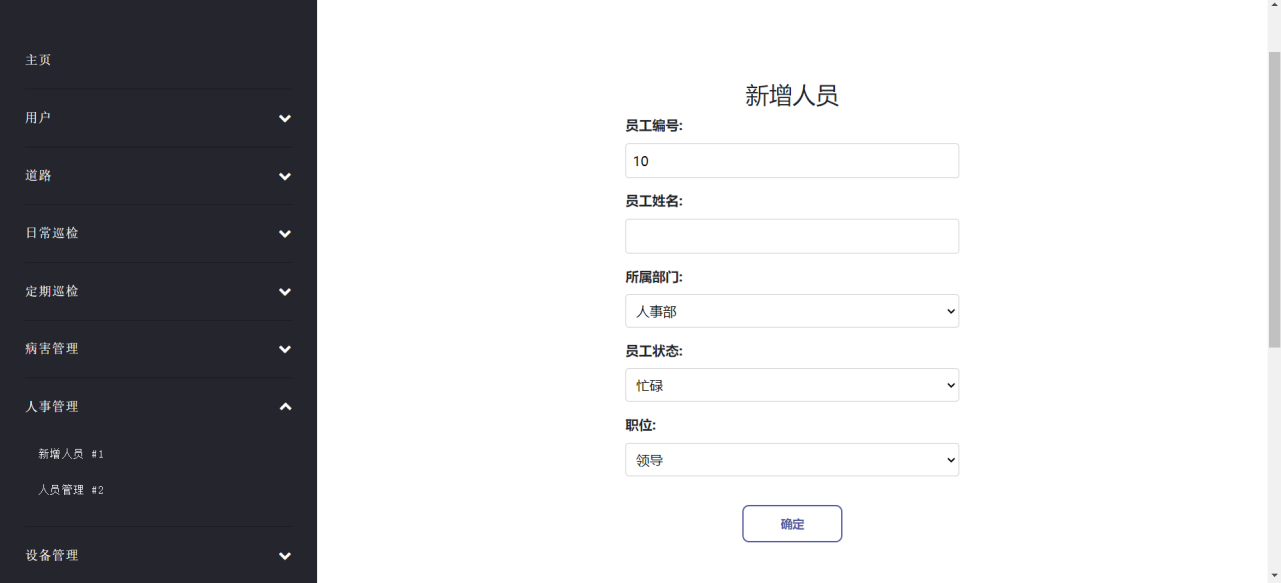 主页
用户
道路
日常巡检
定期巡检
病害管理
人事管理
新增人员 #1
人员管理 #2
设备管理
新增人员
员工编号:
10
员工姓名:
所属部门:
人事部
员工状态:
忙碌
职位:
领导
确定